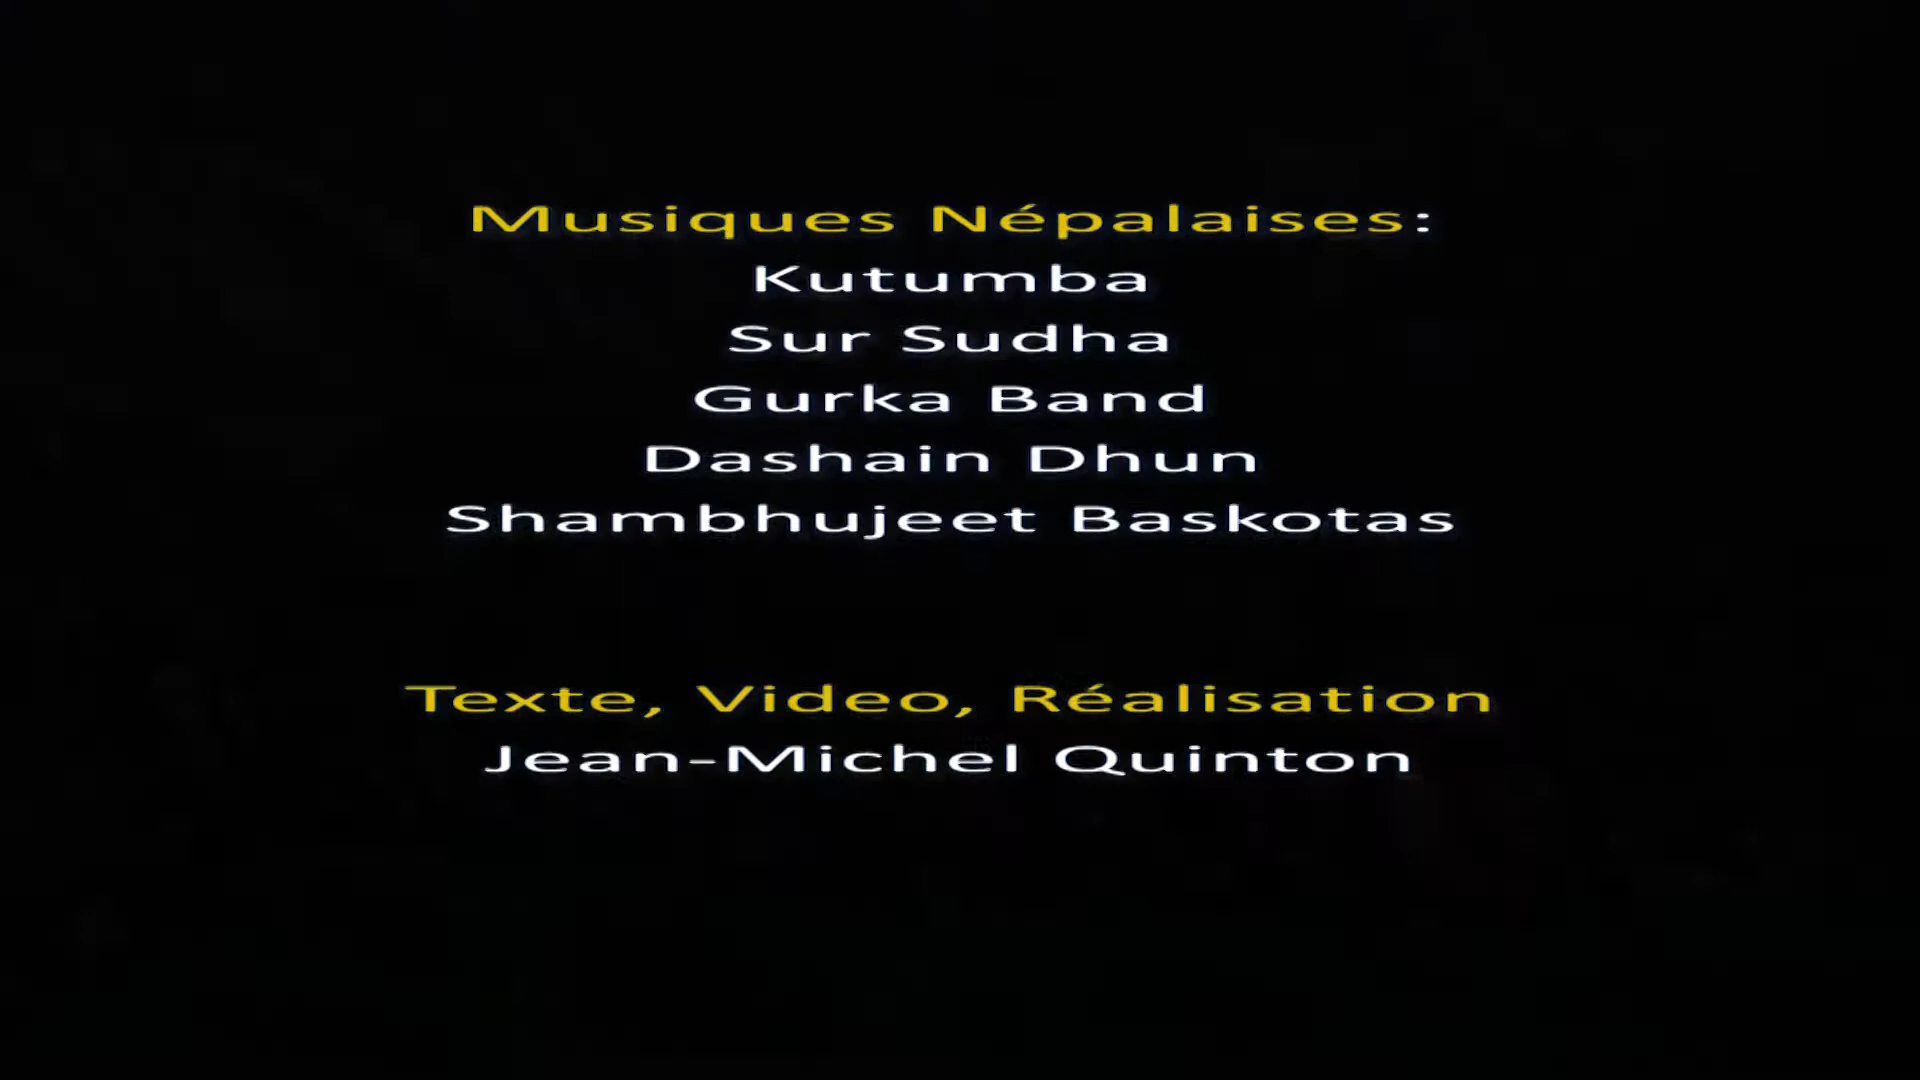 Musiques Népalaises:
Kutumba
Sur Sudha
Gurka Band
Dashain Dhun
Shambhujeet Baskotas
Texte, Video, Réalisation
Jean-Michel Quinton